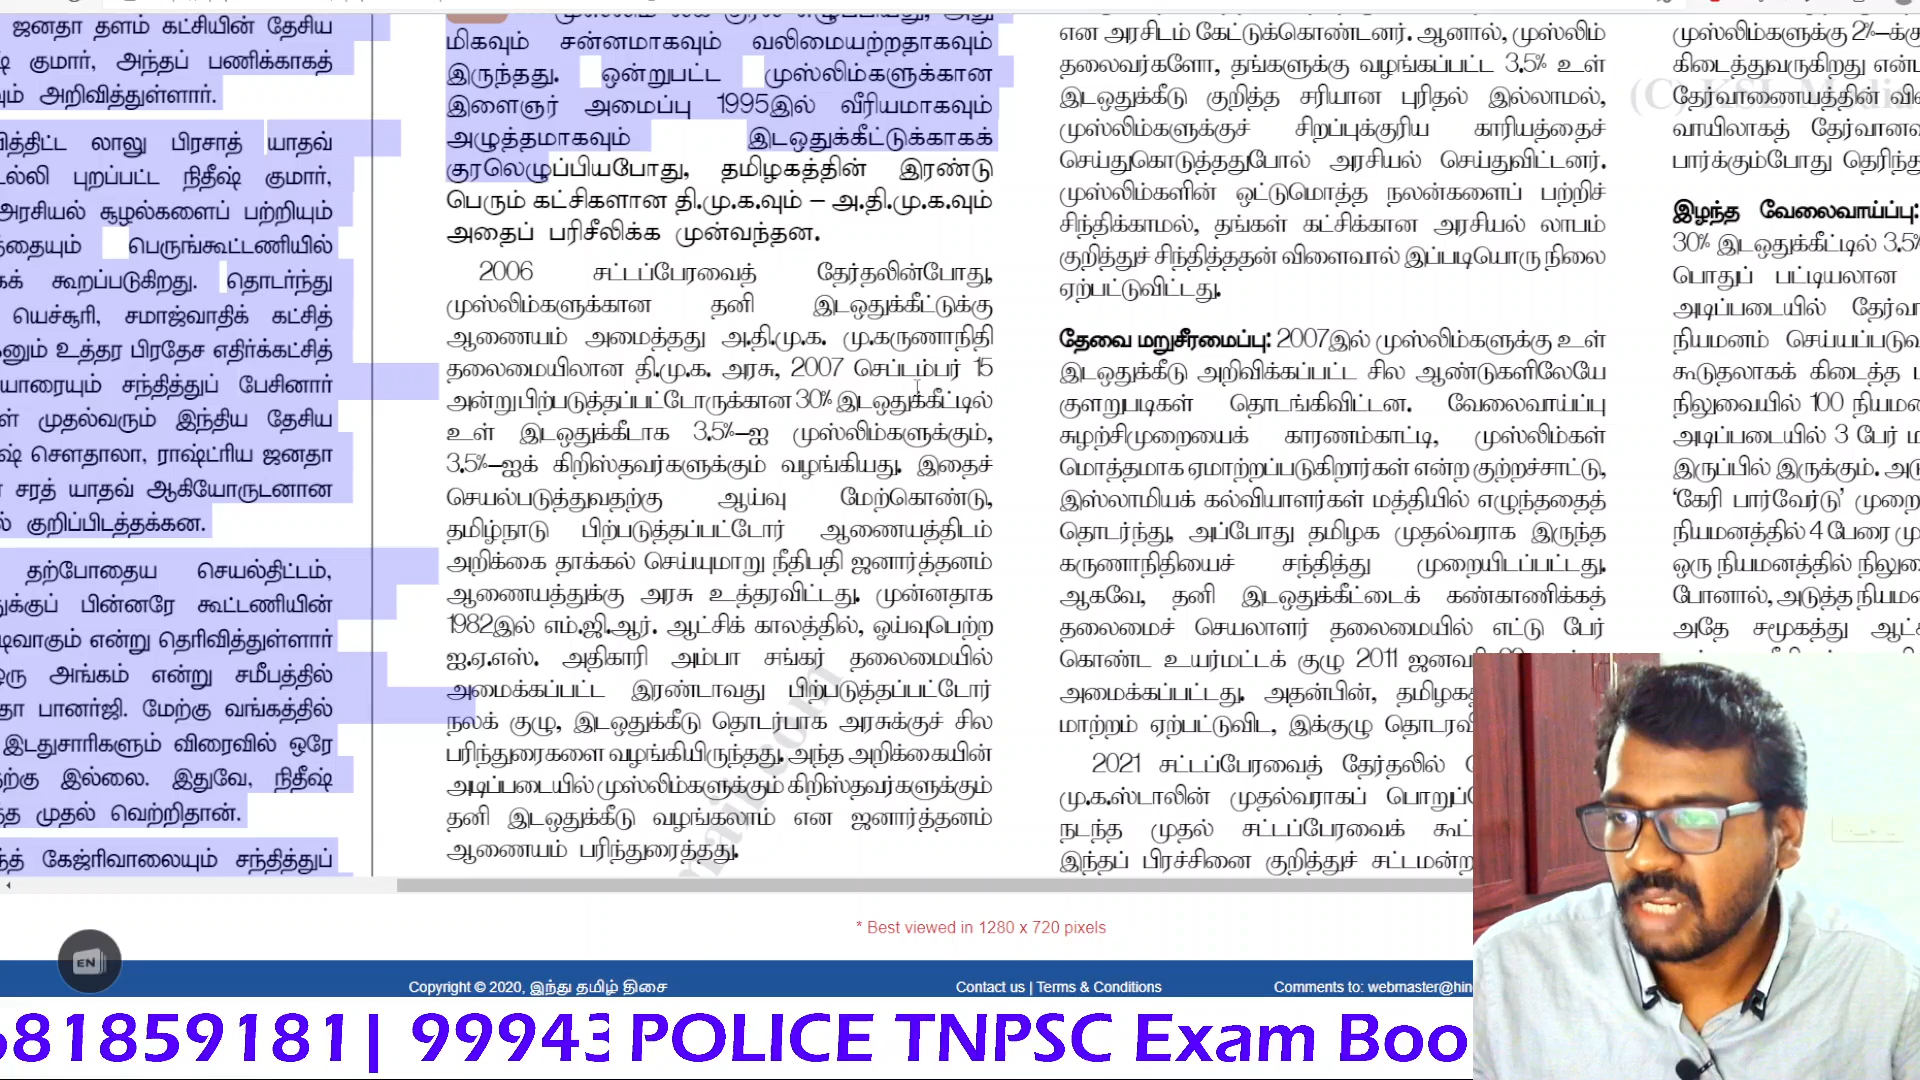 ஜனதா தளம் கட்சியின் தேசிய
குமார், அந்தப் பணிக்காகத்
அறிவித்துள்ளார்.
லாலு பிரசாத் யாதவ்
புறப்பட்ட நிதீஷ் குமார்,
அரசியல் சூழல்களைப் பற்றியும்
பெருங்கூட்டணியில்
கூறப்படுகிறது. தொடர்ந்து
யெச்சூரி, சமாஜ்வாதிக் கட்சித்
உத்தர பிரதேச எதிர்க்கட்சித்
சந்தித்துப் பேசினார்
முதல்வரும் இந்திய தேசிய
சௌதாலா, ராஷ்ட்ரிய ஜனதா
சரத் யாதவ் ஆகியோருடனான
குறிப்பிடத்தக்கன.
தற்போதைய செயல்திட்டம்,
பின்னரே கூட்டணியின்
என்று தெரிவித்துள்ளார்
அங்கம் என்று சமீபத்தில்
பானர்ஜி. மேற்கு வங்கத்தில்
இடதுசாரிகளும் விரைவில் ஒரே
இல்லை. இதுவே, நிதீஷ்
முதல் வெற்றிதான்.
கேஜ்ரிவாலையும் சந்தித்துப்
மிகவும் சன்னமாகவும் வலிமையற்றதாகவும்
இருந்தது. ஒன்றுபட்ட முஸ்லிம்களுக்கான
இளைஞர் அமைப்பு 1995இல் வீரியமாகவும்
அழுத்தமாகவும் இடஒதுக்கீட்டுக்காகக்
குரலெழுப்பியபோது, தமிழகத்தின் இரண்டு
பெரும் கட்சிகளான தி.மு.க.வும் – அ.தி.மு.க.வும்
அதைப் பரிசீலிக்க முன்வந்தன.
2006 சட்டப்பேரவைத் தேர்தலின்போது,
முஸ்லிம்களுக்கான தனி இடஒதுக்கீட்டுக்கு
ஆணையம் அமைத்தது அ.தி.மு.க. மு.கருணாநிதி
தலைமையிலான தி.மு.க. அரசு, 2007 செப்டம்பர் 15
அன்று பிற்படுத்தப்பட்டோருக்கான 30% இடஒதுக்கீட்டில்
உள் இடஒதுக்கீடாக 3.5%–ஐ முஸ்லிம்களுக்கும்,
3.5%–ஐக் கிறிஸ்தவர்களுக்கும் வழங்கியது. இதைச்
செயல்படுத்துவதற்கு ஆய்வு மேற்கொண்டு,
தமிழ்நாடு பிற்படுத்தப்பட்டோர் ஆணையத்திடம்
அறிக்கை தாக்கல் செய்யுமாறு நீதிபதி ஜனார்த்தனம்
ஆணையத்துக்கு அரசு உத்தரவிட்டது. முன்னதாக
1982இல் எம்.ஜி.ஆர். ஆட்சிக் காலத்தில், ஓய்வுபெற்ற
ஐ.ஏ.எஸ். அதிகாரி அம்பா சங்கர் தலைமையில்
அமைக்கப்பட்ட இரண்டாவது பிற்படுத்தப்பட்டோர்
நலக் குழு, இடஒதுக்கீடு தொடர்பாக அரசுக்குச் சில
பரிந்துரைகளை வழங்கியிருந்தது. அந்த அறிக்கையின்
அடிப்படையில் முஸ்லிம்களுக்கும் கிறிஸ்தவர்களுக்கும்
தனி இடஒதுக்கீடு வழங்கலாம் என ஜனார்த்தனம்
ஆணையம் பரிந்துரைத்தது.
என அரசிடம் கேட்டுக்கொண்டனர். ஆனால், முஸ்லிம்
தலைவர்களோ, தங்களுக்கு வழங்கப்பட்ட 3.5% உள்
இடஒதுக்கீடு குறித்த சரியான புரிதல் இல்லாமல்,
முஸ்லிம்களுக்குச் சிறப்புக்குரிய காரியத்தைச்
செய்துகொடுத்ததுபோல் அரசியல் செய்துவிட்டனர்.
முஸ்லிம்களின் ஒட்டுமொத்த நலன்களைப் பற்றிச்
சிந்திக்காமல், தங்கள் கட்சிக்கான அரசியல் லாபம்
குறித்துச் சிந்தித்ததன் விளைவால் இப்படியொரு நிலை
ஏற்பட்டுவிட்டது.
தேவை மறுசீரமைப்பு: 2007இல் முஸ்லிம்களுக்கு உள்
இடஒதுக்கீடு அறிவிக்கப்பட்ட சில ஆண்டுகளிலேயே
குளறுபடிகள் தொடங்கிவிட்டன. வேலைவாய்ப்பு
சுழற்சிமுறையைக் காரணம்காட்டி, முஸ்லிம்கள்
மொத்தமாக ஏமாற்றப்படுகிறார்கள் என்ற குற்றச்சாட்டு,
இஸ்லாமியக் கல்வியாளர்கள் மத்தியில் எழுந்ததைத்
தொடர்ந்து, அப்போது தமிழக முதல்வராக இருந்த
கருணாநிதியைச் சந்தித்து முறையிடப்பட்டது.
ஆகவே, தனி இடஒதுக்கீட்டைக் கண்காணிக்கத்
தலைமைச் செயலாளர் தலைமையில் எட்டு பேர்
கொண்ட உயர்மட்டக் குழு 2011
அமைக்கப்பட்டது. அதன்பின்,
மாற்றம் ஏற்பட்டுவிட, இக்குழு
2021 சட்டப்பேரவைத் தேர்தலில்
மு.க.ஸ்டாலின் முதல்வராகப்
நடந்த முதல் சட்டப்பேரவைக்
இந்தப் பிரச்சினை குறித்துச்
முஸ்லிம்களுக்கு 2%–க்கு
கிடைத்துவருகிறது
தேர்வாணையத்தின்
வாயிலாகத்
பார்க்கும்போது
இழந்த வேலைவாய்ப்பு:
30% இடஒதுக்கீட்டில் 3.5%
பொதுப் பட்டியலான
அடிப்படையில்
நியமனம் செய்யப்படு
கூடுதலாகக் கிடைத்த
நிலுவையில் 100
அடிப்படையில் 3 பேர்
இருப்பில் இருக்கும்.
‘கேரி பார்வேர்டு’ முறை
நியமனத்தில் 4 பேரை
ஒரு நியமனத்தில்
போனால், அடுத்த
அதே சமூகத்து
(C) KSL Media
* Best viewed in 1280 x 720 pixels
EN
Copyright © 2020, இந்து தமிழ் திசை
Contact us | Terms & Conditions
Comments to: webmaster@hin
681859181| 99943 POLICE TNPSC Exam Boo